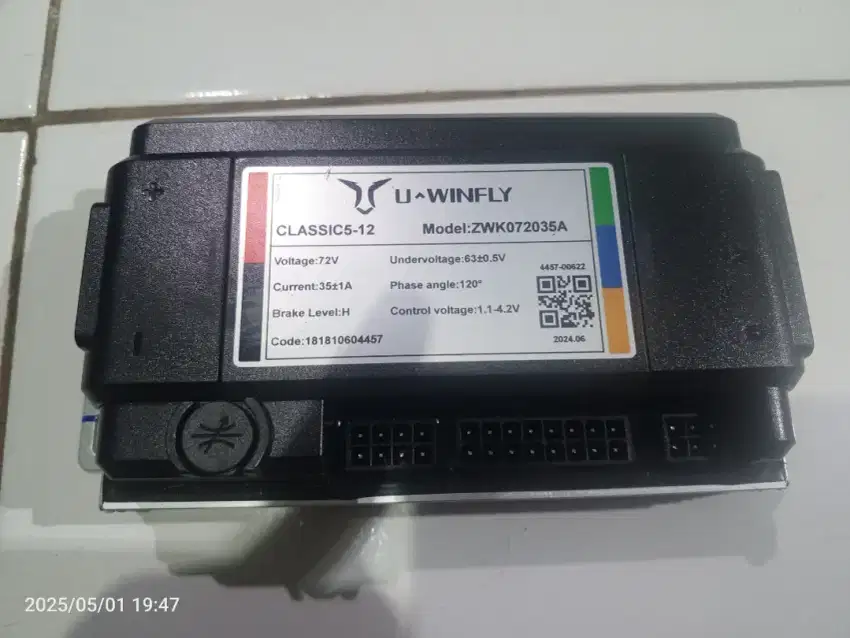 U-WINFLY
CLASSIC5-12 Model:ZWK072035A
Voltage:72V Undervoltage:63±0.5V
Current:35±1A Phase angle:120°
Brake Level:H Control voltage:1.1-4.2V
Code:181810604457
4457-00622
2024.06
+
-
2025/05/01 19:47